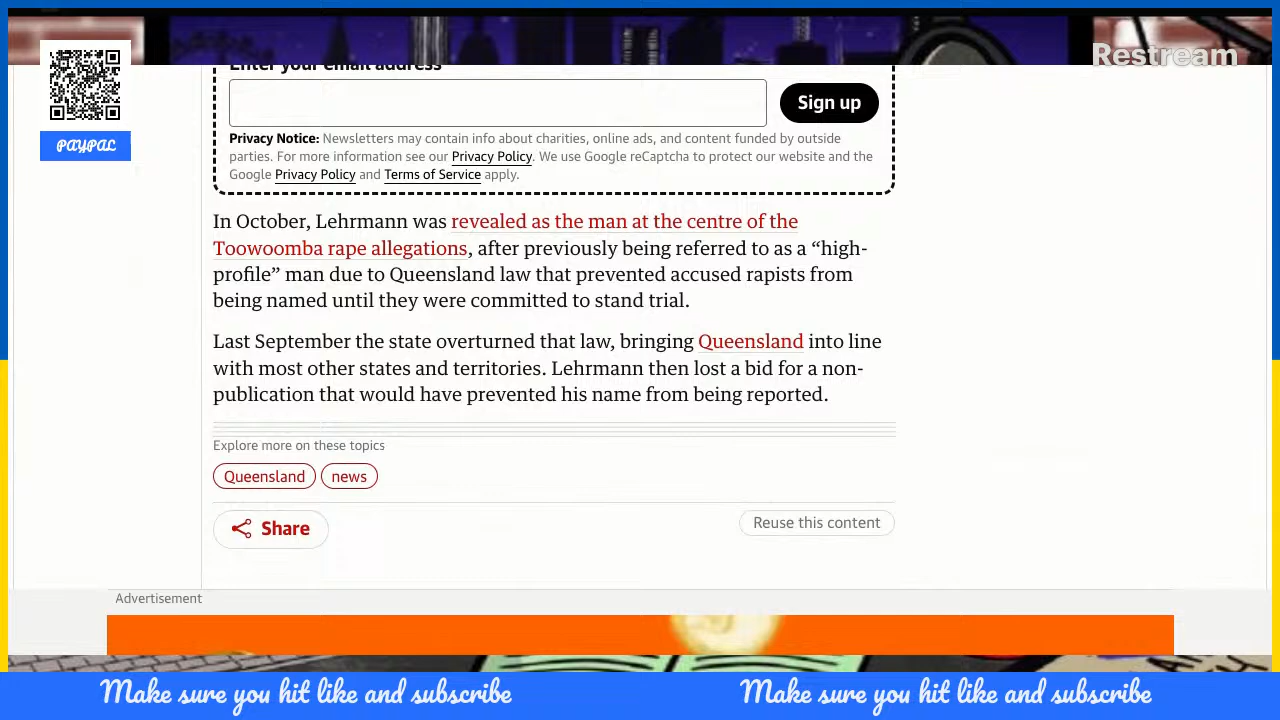 Restream
Enter your email address
Sign up
Privacy Notice: Newsletters may contain info about charities, online ads, and content funded by outside
parties. For more information see our Privacy Policy. We use Google reCaptcha to protect our website and the
Google Privacy Policy and Terms of Service apply.
PAYPAL
In October, Lehrmann was revealed as the man at the centre of the
Toowoomba rape allegations, after previously being referred to as a “high-
profile” man due to Queensland law that prevented accused rapists from
being named until they were committed to stand trial.
Last September the state overturned that law, bringing Queensland into line
with most other states and territories. Lehrmann then lost a bid for a non-
publication that would have prevented his name from being reported.
Explore more on these topics
Queensland news
Share
Reuse this content
Advertisement
Make sure you hit like and subscribe
Make sure you hit like and subscribe